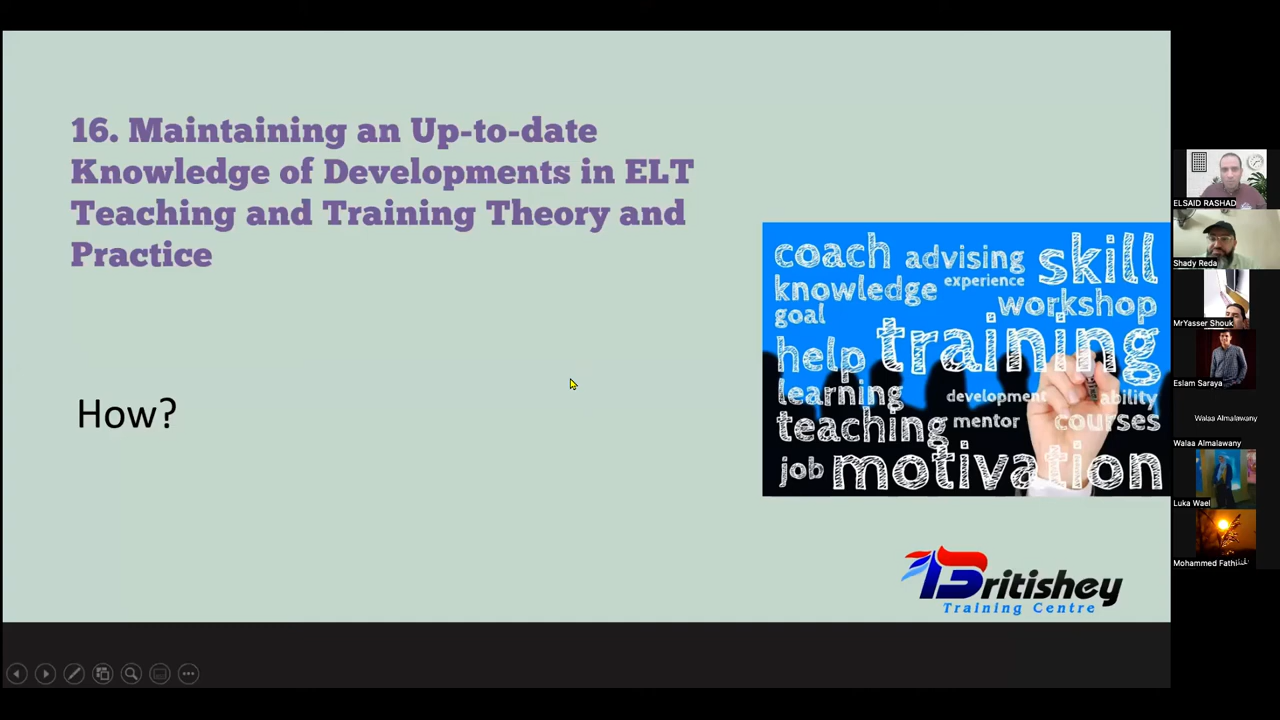 16. Maintaining an Up-to-date
Knowledge of Developments in ELT
Teaching and Training Theory and
Practice
How?
coach advising skill
knowledge experience
goal workshop
help training
learning development ability
teaching mentor courses
job motivation
Britishey
Training Centre
ELSAID RASHAD
Shady Reda
MrYasser Shouk
Eslam Saraya
Walaa Almalawany
Walaa Almalawany
Luka Wael
Mohammed Fathi